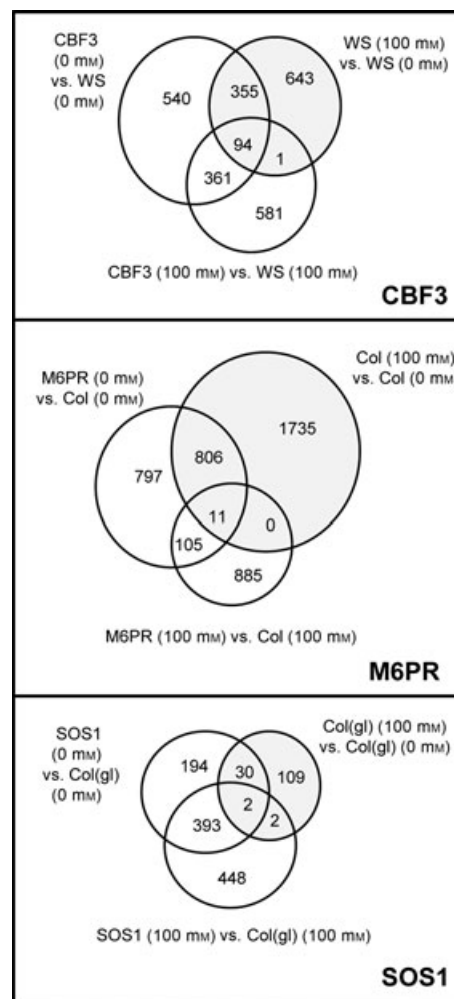 CBF3
(0 mM)
vs. WS
(0 mM)
WS (100 mM)
vs. WS (0 mM)
540
355
643
94
1
361
581
CBF3 (100 mM) vs. WS (100 mM)
CBF3
M6PR (0 mM)
vs. Col (0 mM)
Col (100 mM)
vs. Col (0 mM)
1735
806
797
11
0
105
885
M6PR (100 mM) vs. Col (100 mM)
M6PR
SOS1
(0 mM)
vs. Col(gl)
(0 mM)
Col(gl) (100 mM)
vs. Col(gl) (0 mM)
194
30
109
2
2
393
448
SOS1 (100 mM) vs. Col(gl) (100 mM)
SOS1